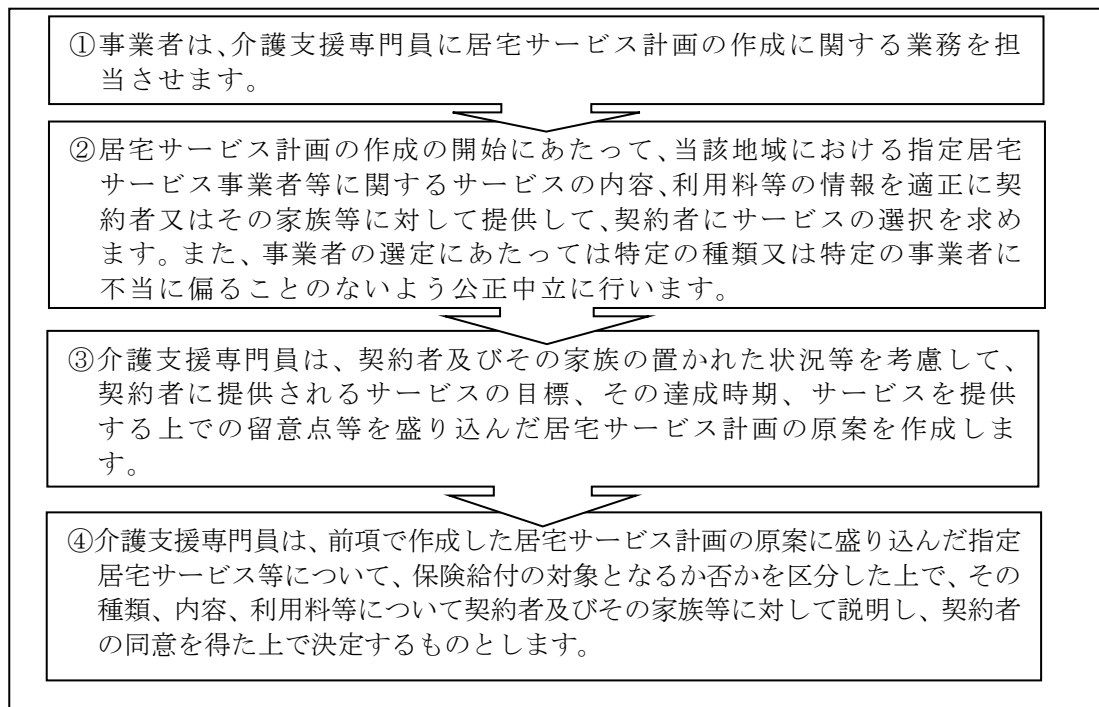 ①事業者は、介護支援専門員に居宅サービス計画の作成に関する業務を担
当させます。
②居宅サービス計画の作成の開始にあたって、当該地域における指定居宅
サービス事業者等に関するサービスの内容、利用料等の情報を適正に契
約者又はその家族等に対して提供して、契約者にサービスの選択を求め
ます。また、事業者の選定にあたっては特定の種類又は特定の事業者に
不当に偏ることのないよう公正中立に行います。
③介護支援専門員は、契約者及びその家族の置かれた状況等を考慮して、
契約者に提供されるサービスの目標、その達成時期、サービスを提供
する上での留意点等を盛り込んだ居宅サービス計画の原案を作成しま
す。
④介護支援専門員は、前項で作成した居宅サービス計画の原案に盛り込んだ指定
居宅サービス等について、保険給付の対象となるか否かを区分した上で、その
種類、内容、利用料等について契約者及びその家族等に対して説明し、契約者
の同意を得た上で決定するものとします。